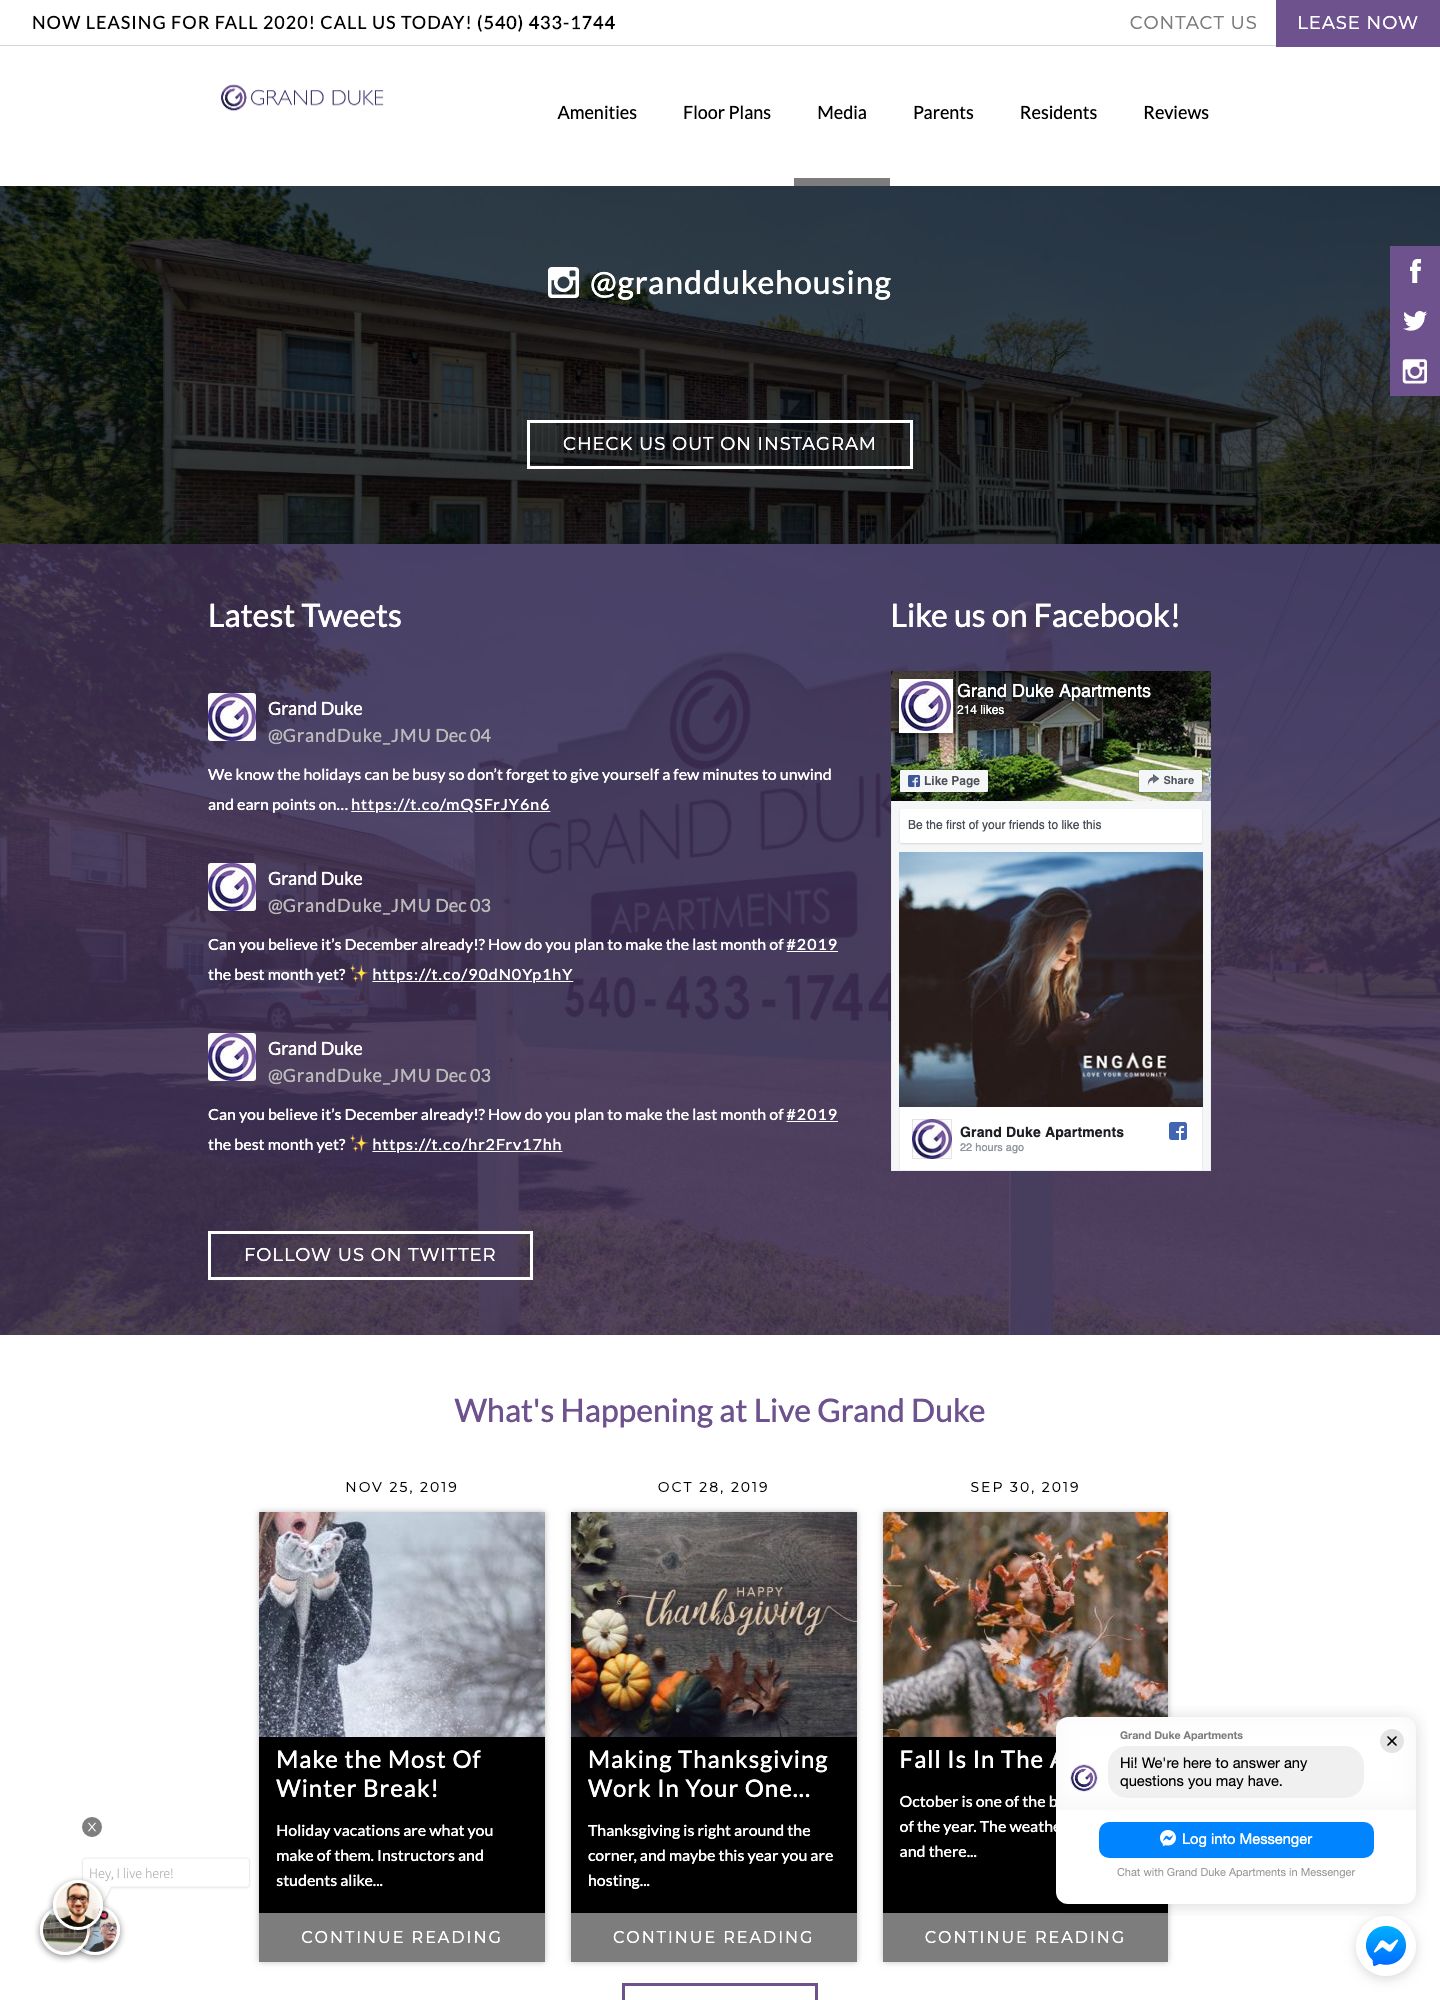 NOW LEASING FOR FALL 2020! CALL US TODAY! (540) 433-1744
CONTACT US
LEASE NOW
GRAND DUKE
Amenities
Floor Plans
Media
Parents
Residents
Reviews
@granddukehousing
CHECK US OUT ON INSTAGRAM
Latest Tweets
Grand Duke
@GrandDuke_JMU Dec 04
We know the holidays can be busy so don't forget to give yourself a few minutes to unwind
and earn points on... https://t.co/mQSFrJY6n6
Grand Duke
@GrandDuke_JMU Dec 03
Can you believe it's December already!? How do you plan to make the last month of #2019
the best month yet? ✨ https://t.co/90dN0Yp1hY
Grand Duke
@GrandDuke_JMU Dec 03
Can you believe it's December already!? How do you plan to make the last month of #2019
the best month yet? ✨ https://t.co/hr2Frv17hh
FOLLOW US ON TWITTER
GRAND DUK
APARTMENTS
540-433-1744
Like us on Facebook!
Grand Duke Apartments
214 likes
Like Page
Share
Be the first of your friends to like this
ENGAGE
LOVE YOUR COMMUNITY
Grand Duke Apartments
22 hours ago
What's Happening at Live Grand Duke
NOV 25, 2019
Make the Most Of
Winter Break!
Holiday vacations are what you
make of them. Instructors and
students alike...
CONTINUE READING
OCT 28, 2019
HAPPY
thanksgiving
Making Thanksgiving
Work In Your One...
Thanksgiving is right around the
corner, and maybe this year you are
hosting...
CONTINUE READING
SEP 30, 2019
Fall Is In The
October is one of the
of the year. The
and there...
CONTINUE READING
X
Hey, I live here!
Grand Duke Apartments
Hi! We're here to answer any
questions you may have.
Log into Messenger
Chat with Grand Duke Apartments in Messenger